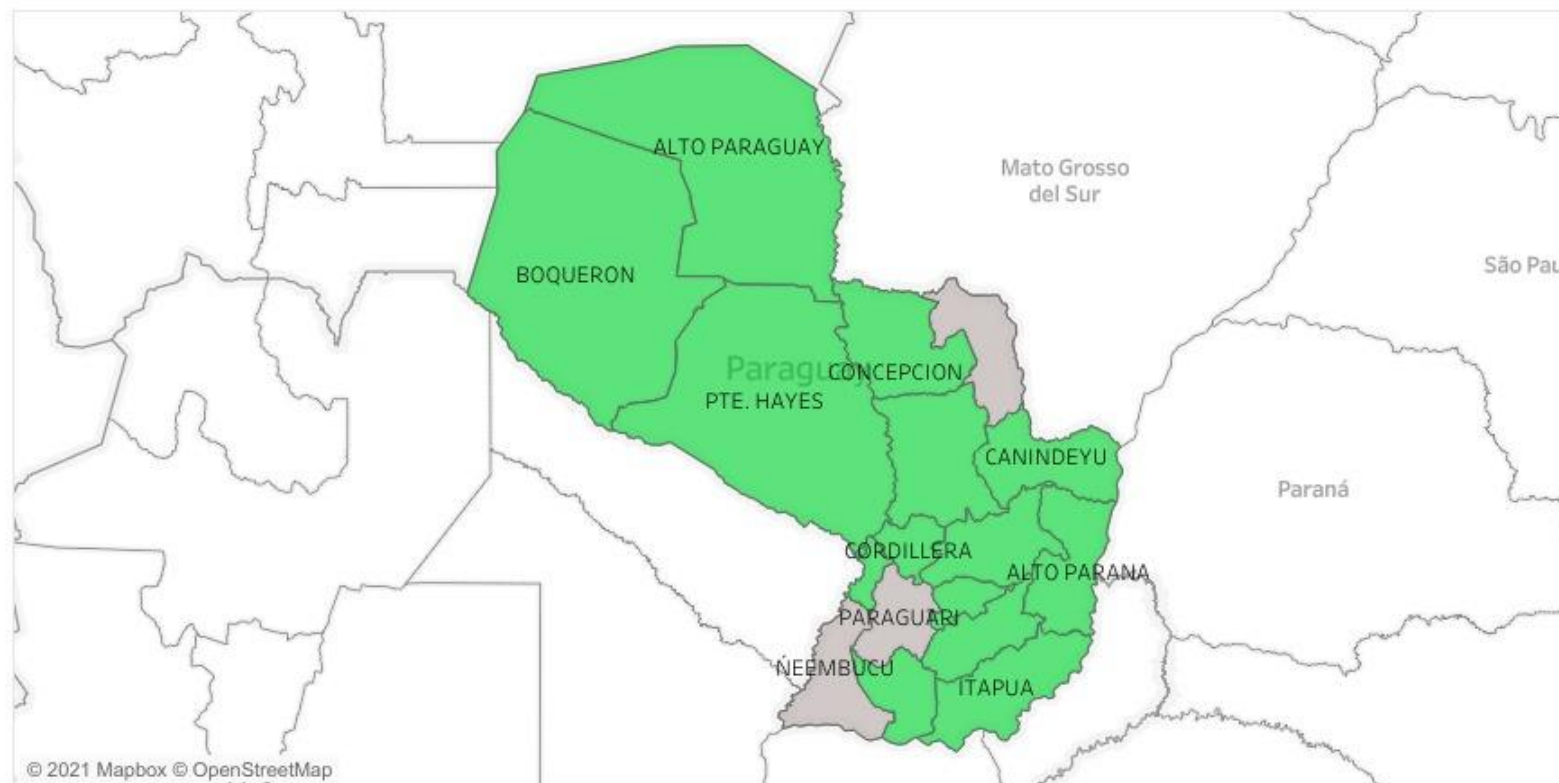 ALTO PARAGUAY
Mato Grosso
del Sur
São Pau
BOQUERON
Paraguay
CONCEPCION
PTE. HAYES
CANINDEYU
Paraná
CORDILLERA
ALTO PARANA
PARAGUARI
ÑEEMBUCU
ITAPUA
© 2021 Mapbox © OpenStreetMap